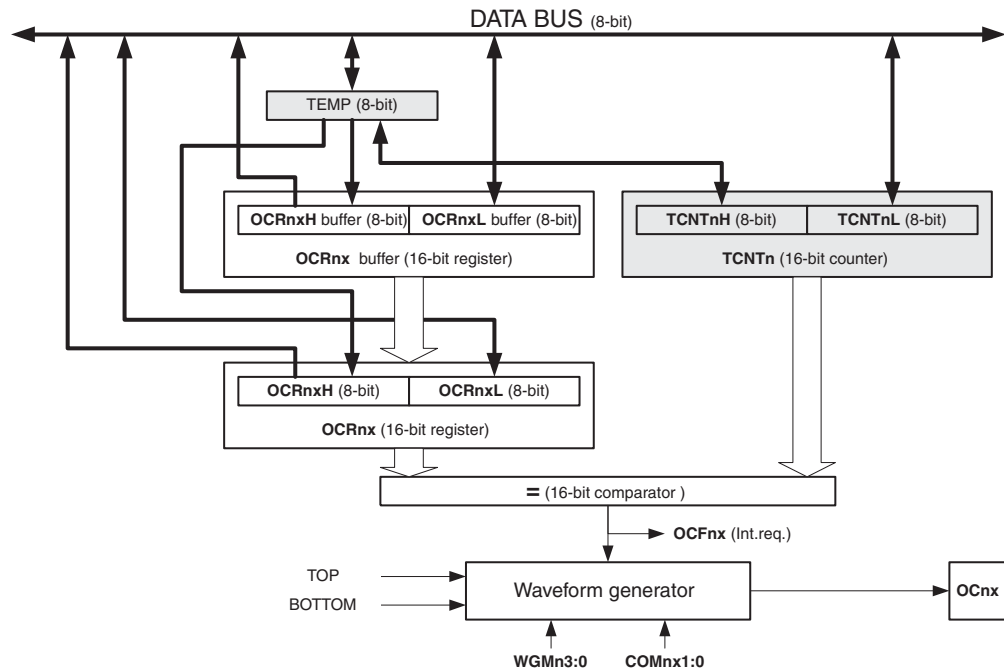 DATA BUS (8-bit)
TEMP (8-bit)
OCRnxH buffer (8-bit) OCRnxL buffer (8-bit)
OCRnx buffer (16-bit register)
TCNTnH (8-bit) TCNTnL (8-bit)
TCNTn (16-bit counter)
OCRnxH (8-bit) OCRnxL (8-bit)
OCRnx (16-bit register)
= (16-bit comparator )
OCFnx (Int.req.)
TOP
BOTTOM
Waveform generator
OCnx
WGMn3:0 COMnx1:0